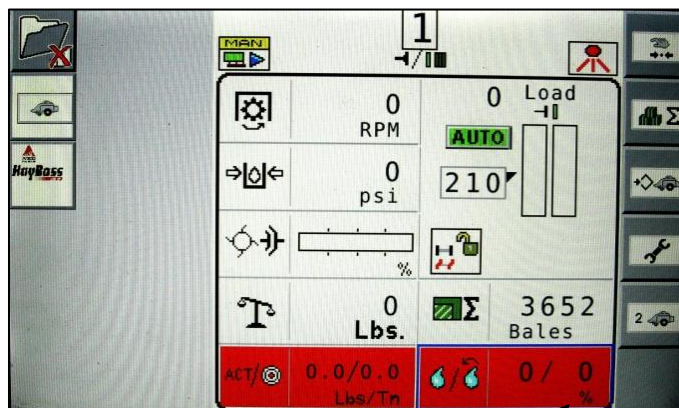 1
MAN
0
RPM
0 Load
AUTO
0
psi
210
%
0
Lbs.
3652
Bales
2
ACT/
0.0/0.0
Lbs/Tn
0/ 0
%
HayBoss
Σ
Σ